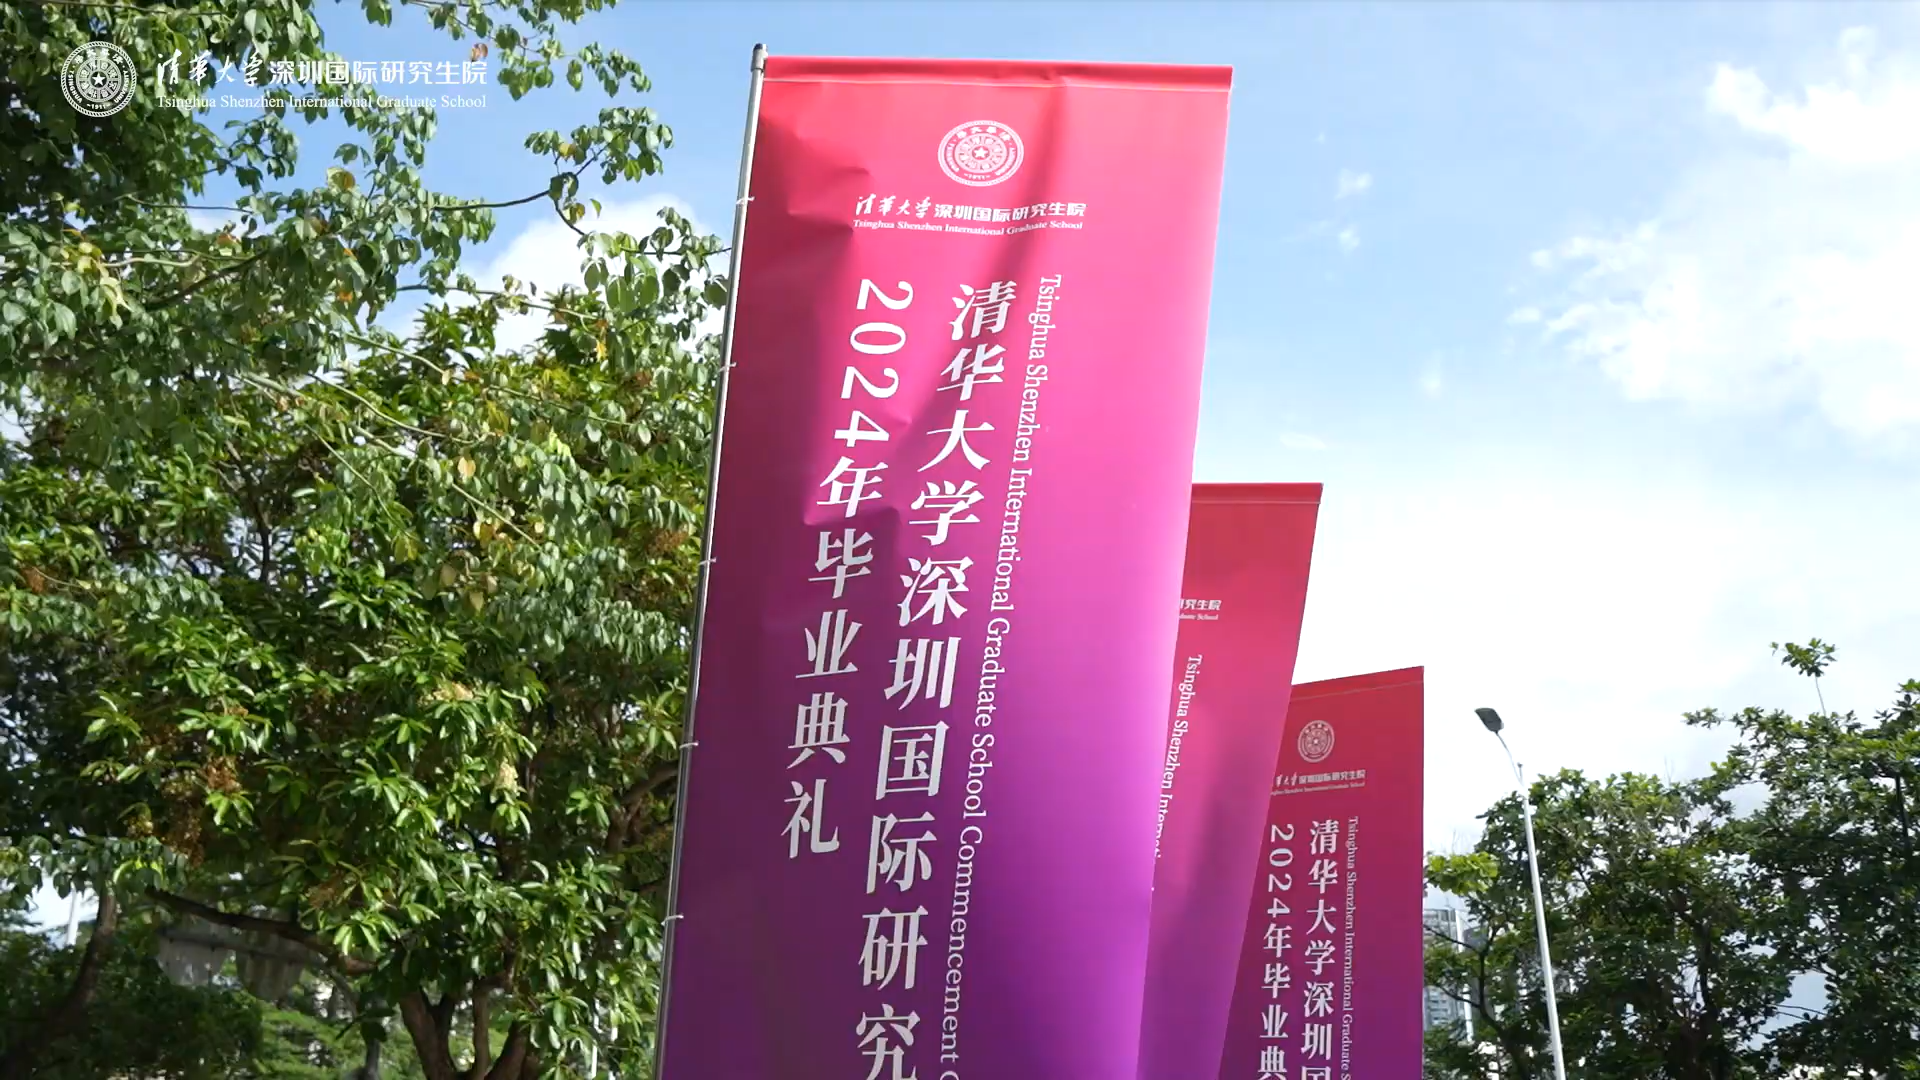 清华大学深圳国际研究生院
Tsinghua Shenzhen International Graduate School
清华大学深圳国际研究生院
Tsinghua Shenzhen International Graduate School
Tsinghua Shenzhen International Graduate School Commencement C
清华大学深圳国际研究
2024年毕业典礼
研究生院
duate School
Tsinghua Shenzhen Internati
华大学深圳国际研究生院
Tsinghua Shenzhen International Graduate S
清华大学深圳国
2024年毕业典